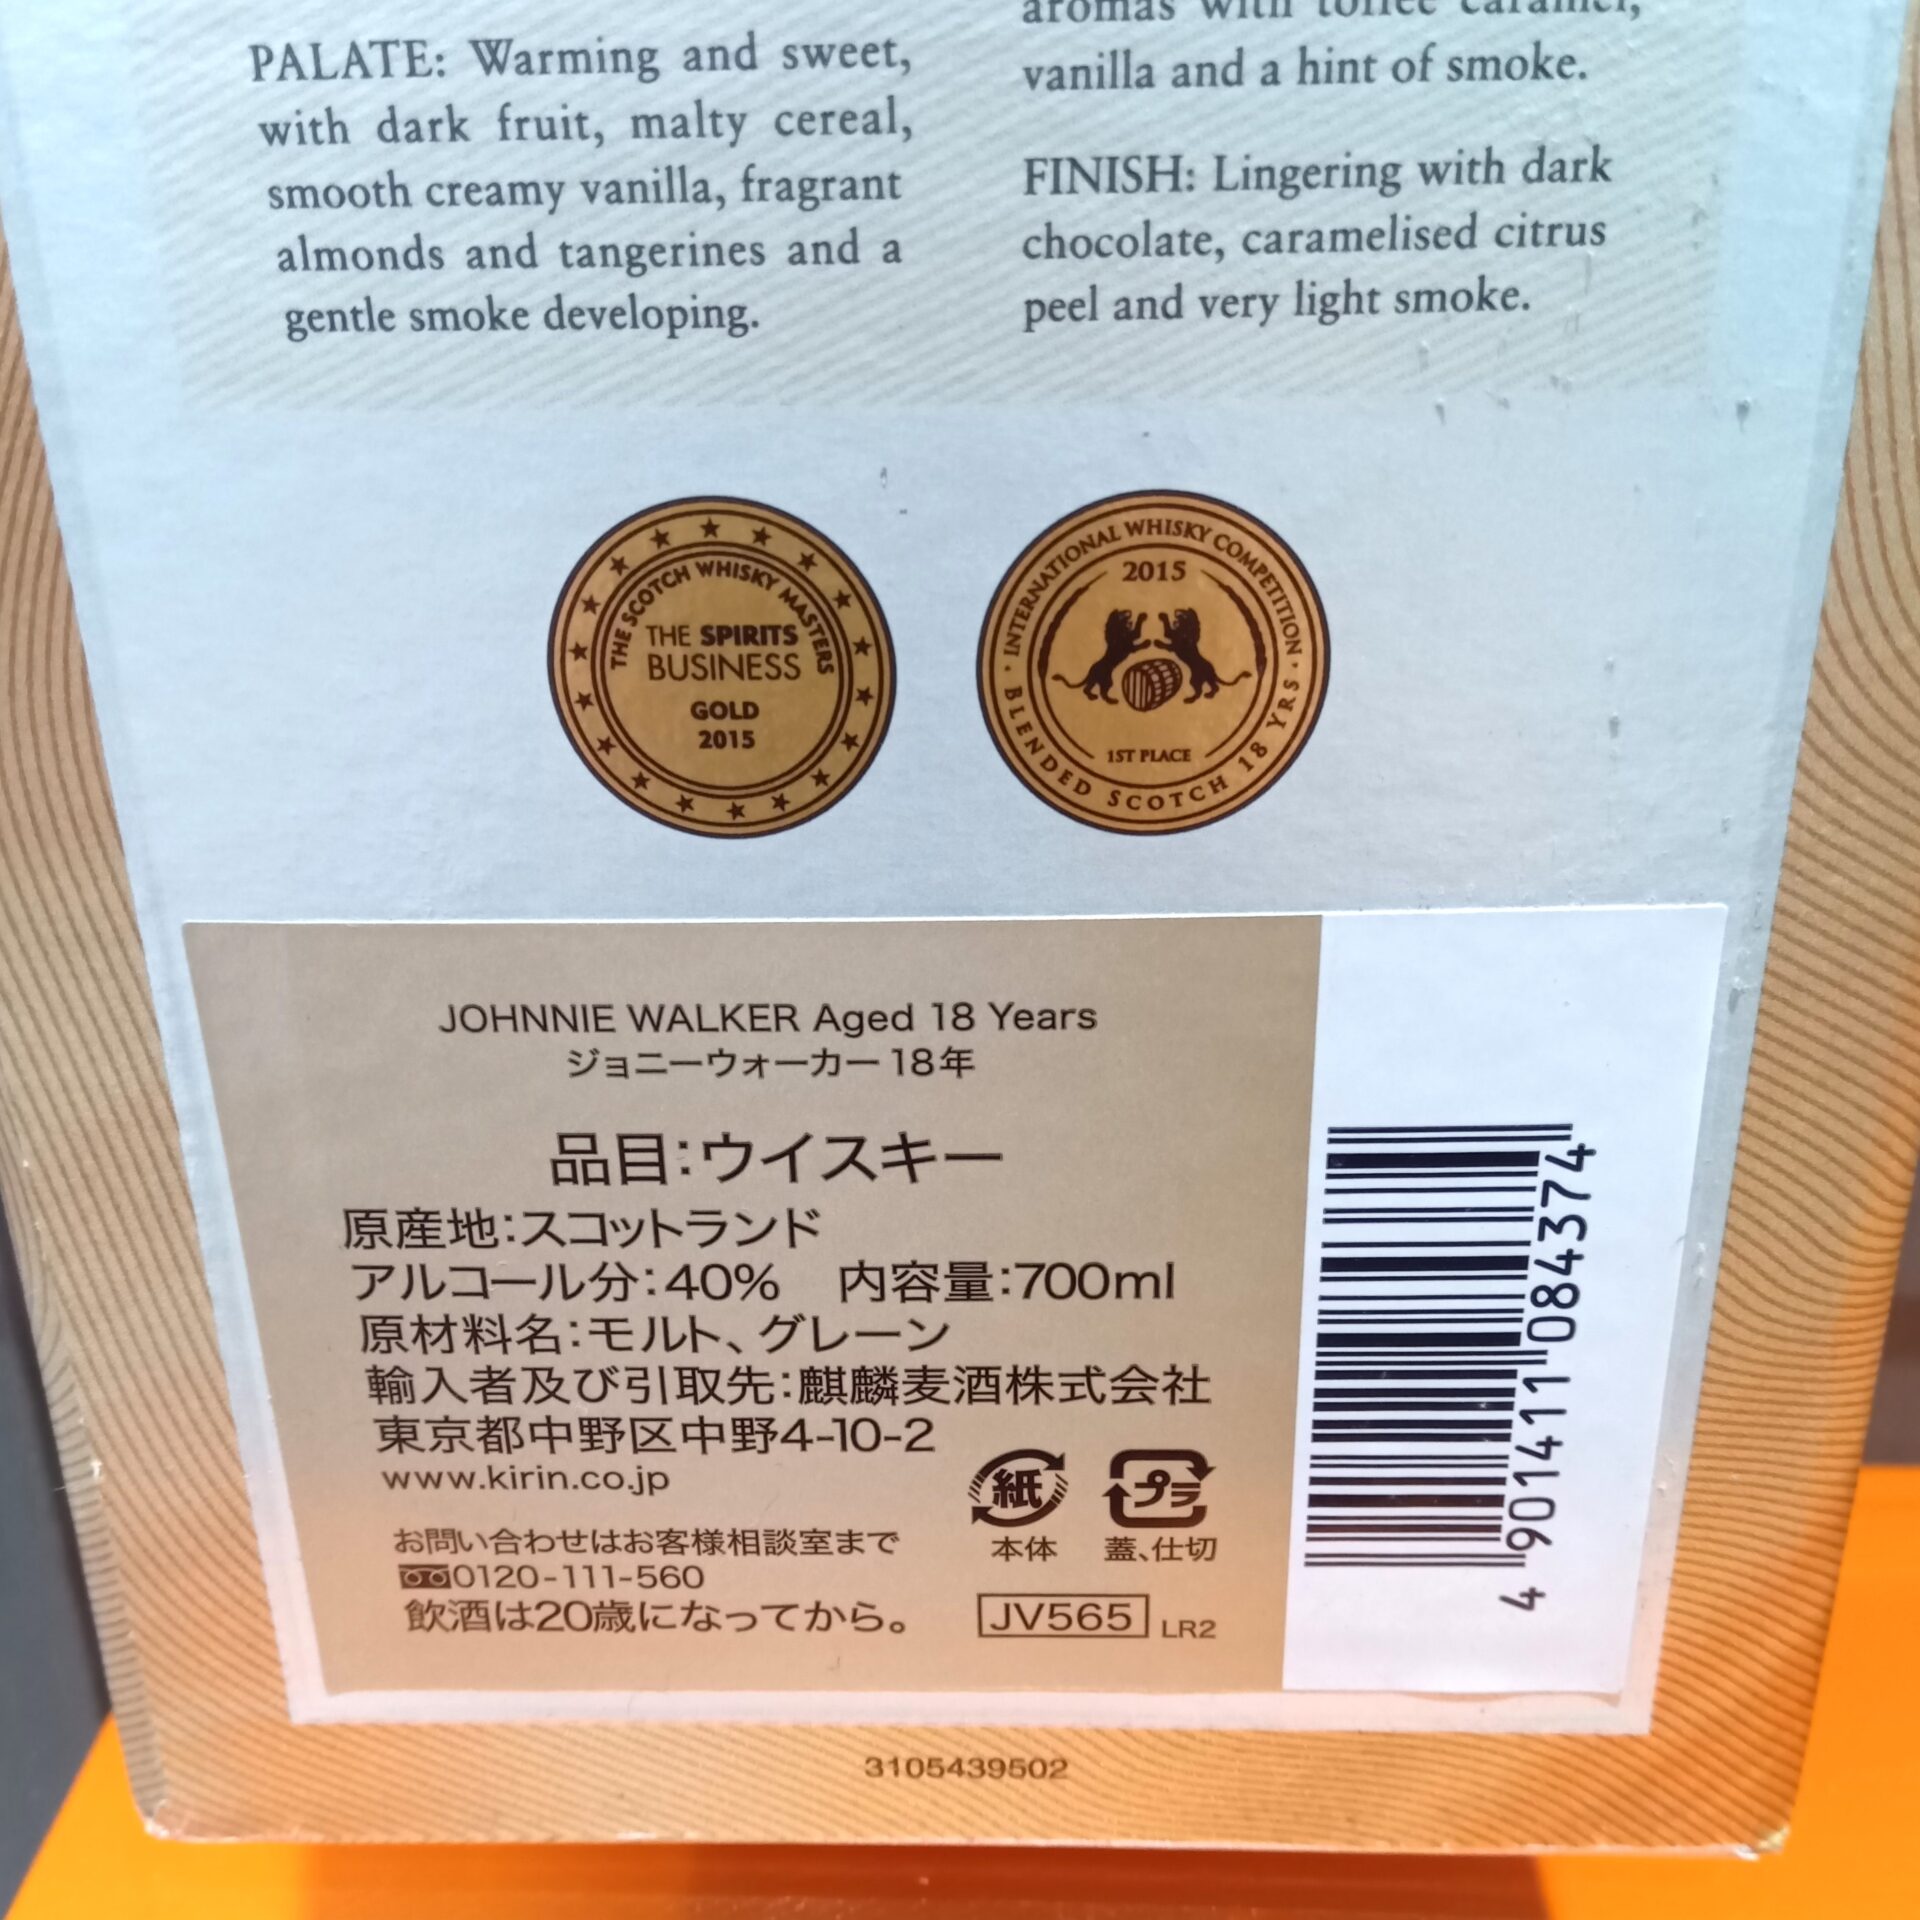 PALATE: Warming and sweet,
with dark fruit, malty cereal,
smooth creamy vanilla, fragrant
almonds and tangerines and a
gentle smoke developing.
aromas with toffee caramel,
vanilla and a hint of smoke.
FINISH: Lingering with dark
chocolate, caramelised citrus
peel and very light smoke.
THE SCOTCH WHISKY MASTERS
THE SPIRITS
BUSINESS
GOLD
2015
· INTERNATIONAL WHISKY COMPETITION ·
2015
1ST PLACE
BLENDED SCOTCH 18 YRS
JOHNNIE WALKER Aged 18 Years
ジョニーウォーカー18年
品目:ウイスキー
原産地:スコットランド
アルコール分:40% 内容量:700ml
原材料名:モルト、グレーン
輸入者及び引取先:麒麟麦酒株式会社
東京都中野区中野4-10-2
www.kirin.co.jp
お問い合わせはお客様相談室まで
0120-111-560
飲酒は20歳になってから。
紙
本体
プラ
蓋、仕切
JV565 LR2
4 901411 084374
3105439502